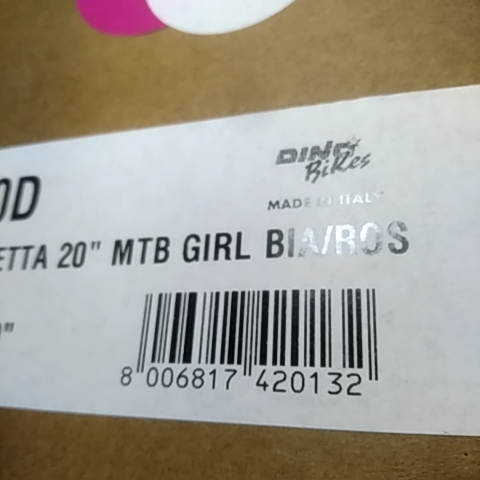 DINO
BiKes
MADE IN ITALY
0D
ETTA 20" MTB GIRL BIA/ROS
"
8 006817 420132